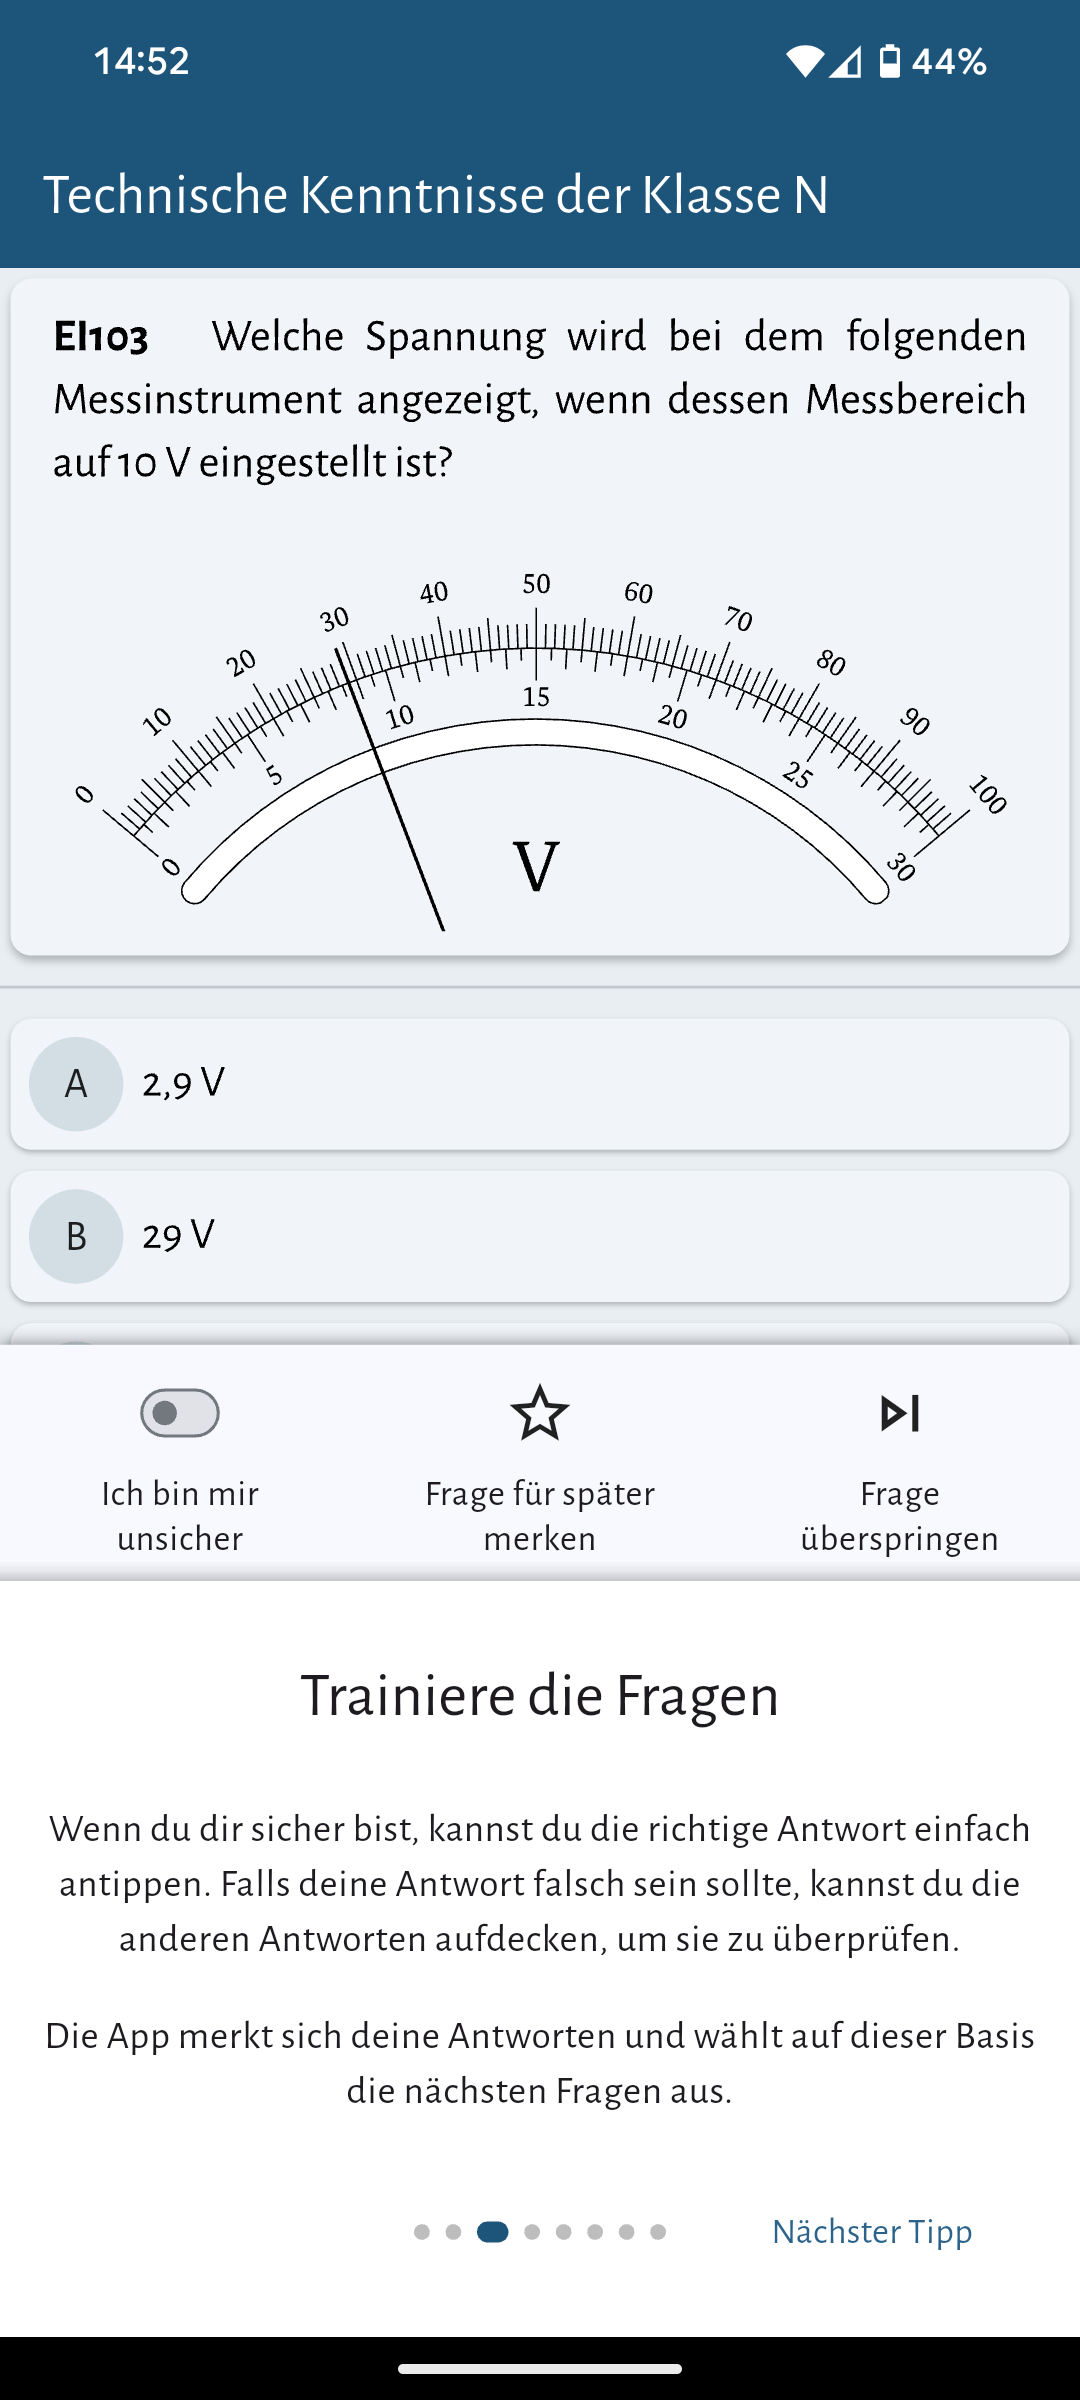 14:52
44%
Technische Kenntnisse der Klasse N
EI103 Welche Spannung wird bei dem folgenden
Messinstrument angezeigt, wenn dessen Messbereich
auf 10 V eingestellt ist?
0 10 20 30 40 50 60 70 80 90 100
0 5 10 15 20 25 30
V
A 2,9 V
B 29 V
Ich bin mir
unsicher
Frage für später
merken
Frage
überspringen
Trainiere die Fragen
Wenn du dir sicher bist, kannst du die richtige Antwort einfach
antippen. Falls deine Antwort falsch sein sollte, kannst du die
anderen Antworten aufdecken, um sie zu überprüfen.
Die App merkt sich deine Antworten und wählt auf dieser Basis
die nächsten Fragen aus.
Nächster Tipp